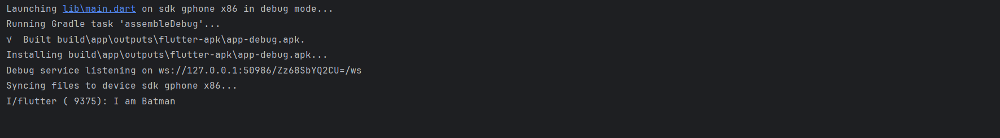 Launching lib\main.dart on sdk gphone x86 in debug mode...
Running Gradle task 'assembleDebug'...
√  Built build\app\outputs\flutter-apk\app-debug.apk.
Installing build\app\outputs\flutter-apk\app-debug.apk...
Debug service listening on ws://127.0.0.1:50986/Zz68SbYQ2CU=/ws
Syncing files to device sdk gphone x86...
I/flutter ( 9375): I am Batman